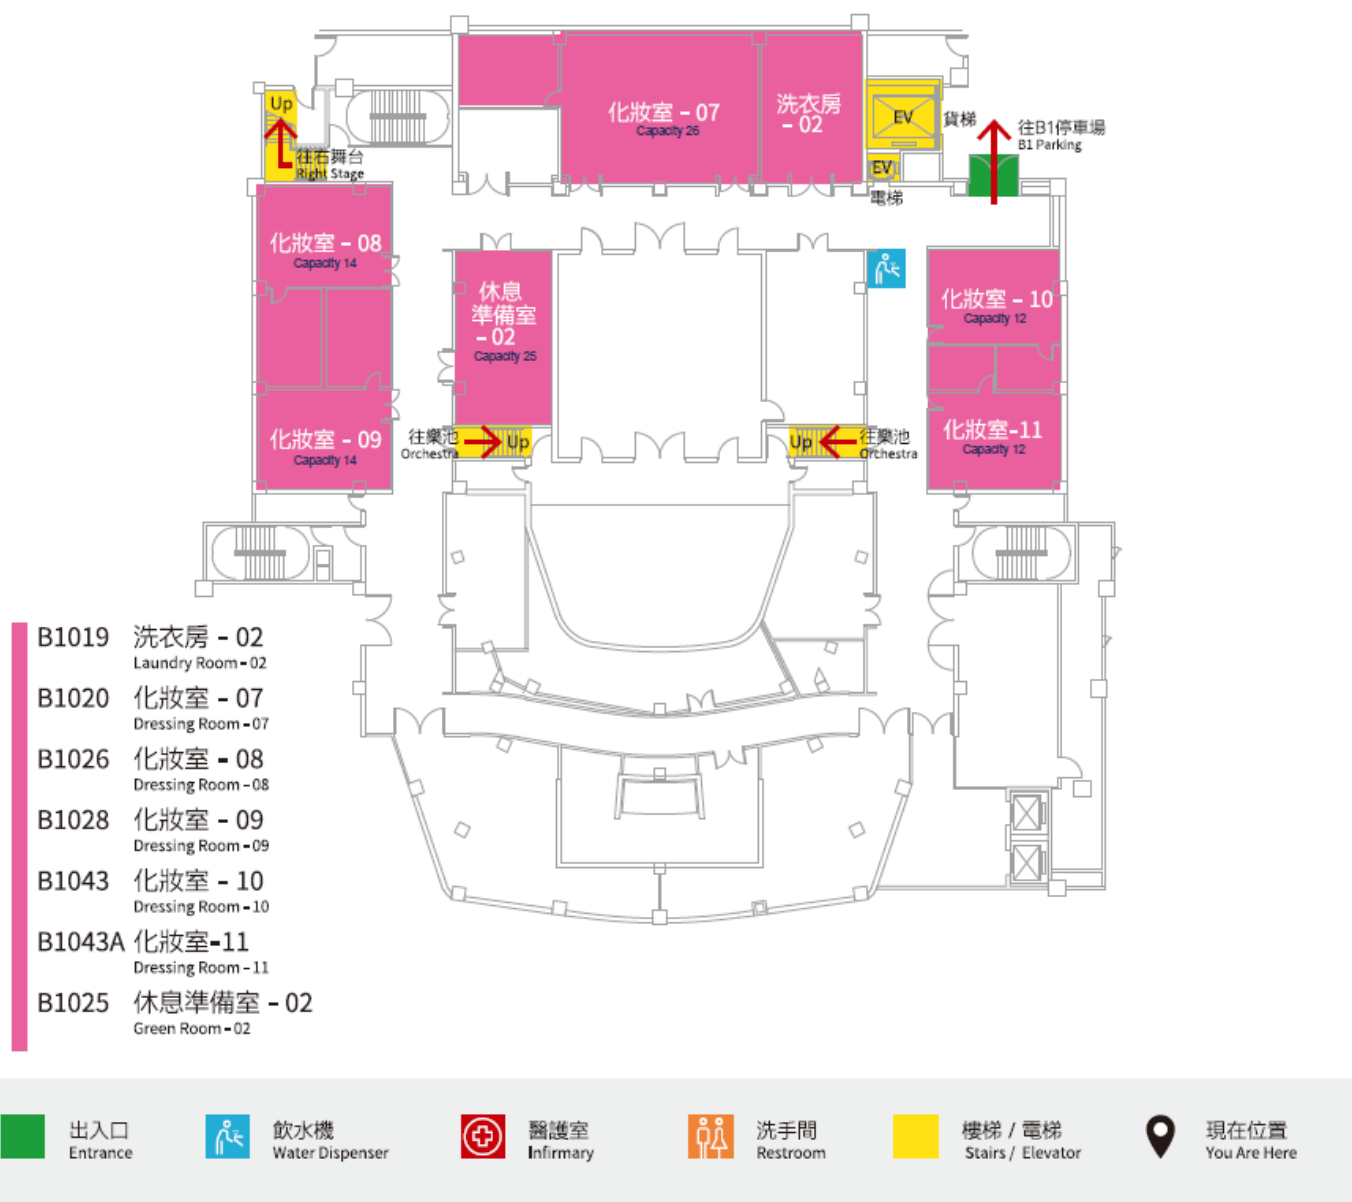 Up
往右舞台
Right Stage
化妝室 - 07
Capacity 26
洗衣房
- 02
EV
貨梯
EV
電梯
往B1停車場
B1 Parking
化妝室 - 08
Capacity 14
休息
準備室
- 02
Capacity 25
化妝室 - 10
Capacity 12
化妝室 - 09
Capacity 14
往樂池
Orchestra
Up
Up
往樂池
Orchestra
化妝室-11
Capacity 12
B1019 洗衣房 - 02
Laundry Room - 02
B1020 化妝室 - 07
Dressing Room - 07
B1026 化妝室 - 08
Dressing Room - 08
B1028 化妝室 - 09
Dressing Room - 09
B1043 化妝室 - 10
Dressing Room - 10
B1043A 化妝室-11
Dressing Room - 11
B1025 休息準備室 - 02
Green Room - 02
出入口
Entrance
飲水機
Water Dispenser
醫護室
Infirmary
洗手間
Restroom
樓梯 / 電梯
Stairs / Elevator
現在位置
You Are Here